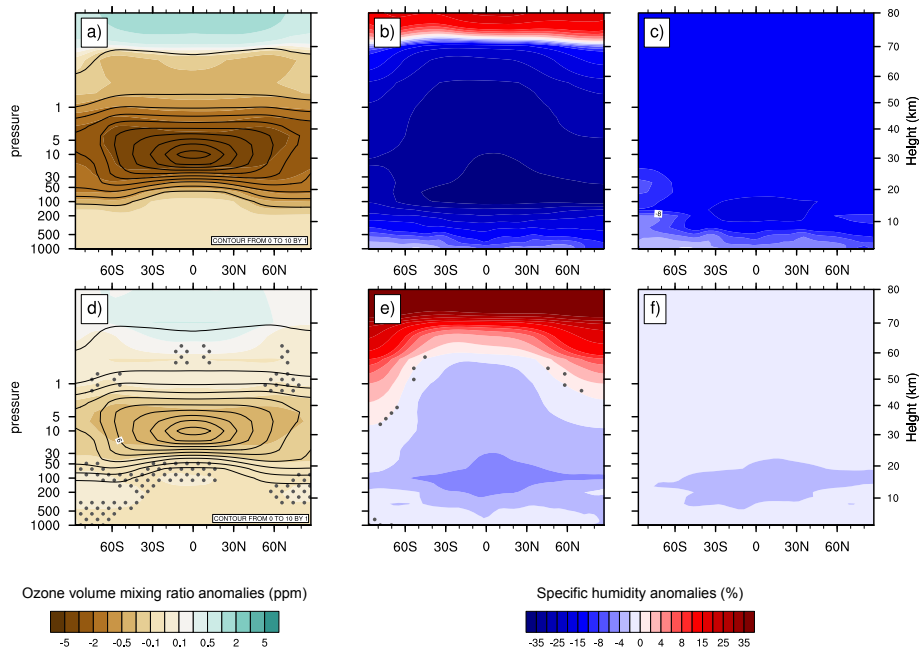 a) b) c)
80
70
60
1 50
pressure
5 40
10 30
30
50 20
100
200 10
500
1000
Height (km)
CONTOUR FROM 0 TO 10 BY 1
-8
60S 30S 0 30N 60N 60S 30S 0 30N 60N 60S 30S 0 30N 60N
d) e) f)
80
70
60
1 50
pressure
5 40
10 30
30
50 20
100
200 10
500
1000
Height (km)
CONTOUR FROM 0 TO 10 BY 1
60S 30S 0 30N 60N 60S 30S 0 30N 60N 60S 30S 0 30N 60N
Ozone volume mixing ratio anomalies (ppm) Specific humidity anomalies (%)
-5 -2 -0.5 -0.1 0.1 0.5 2 5 -35 -25 -15 -8 -4 0 4 8 15 25 35